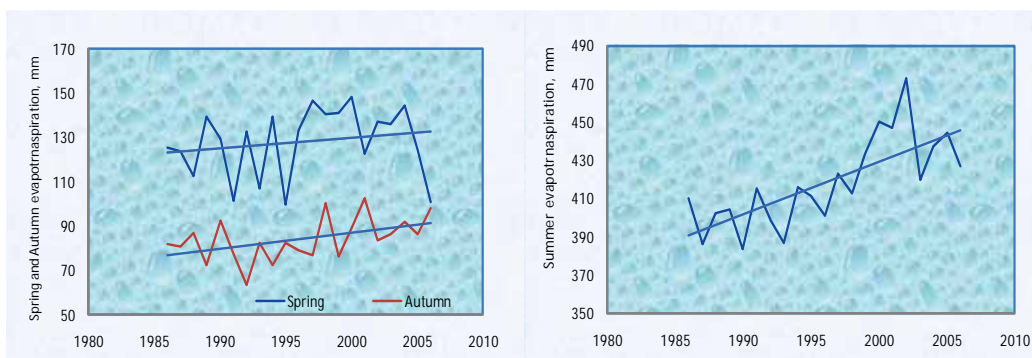 Spring and Autumn evapotrnaspiration, mm
170
150
130
110
90
70
50
Spring
Autumn
1980 1985 1990 1995 2000 2005 2010
Summer evapotrnaspiration, mm
490
470
450
430
410
390
370
350
1980 1985 1990 1995 2000 2005 2010